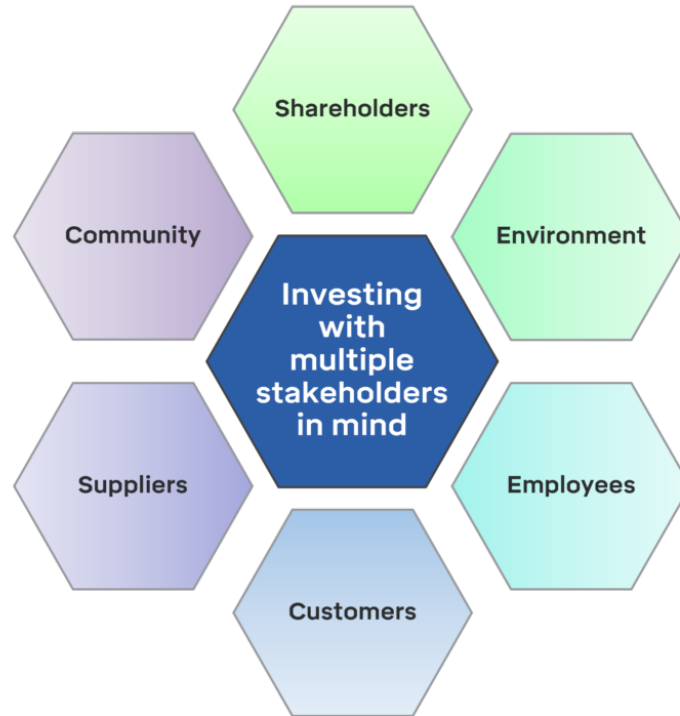 Shareholders
Community
Environment
Investing
with
multiple
stakeholders
in mind
Suppliers
Employees
Customers